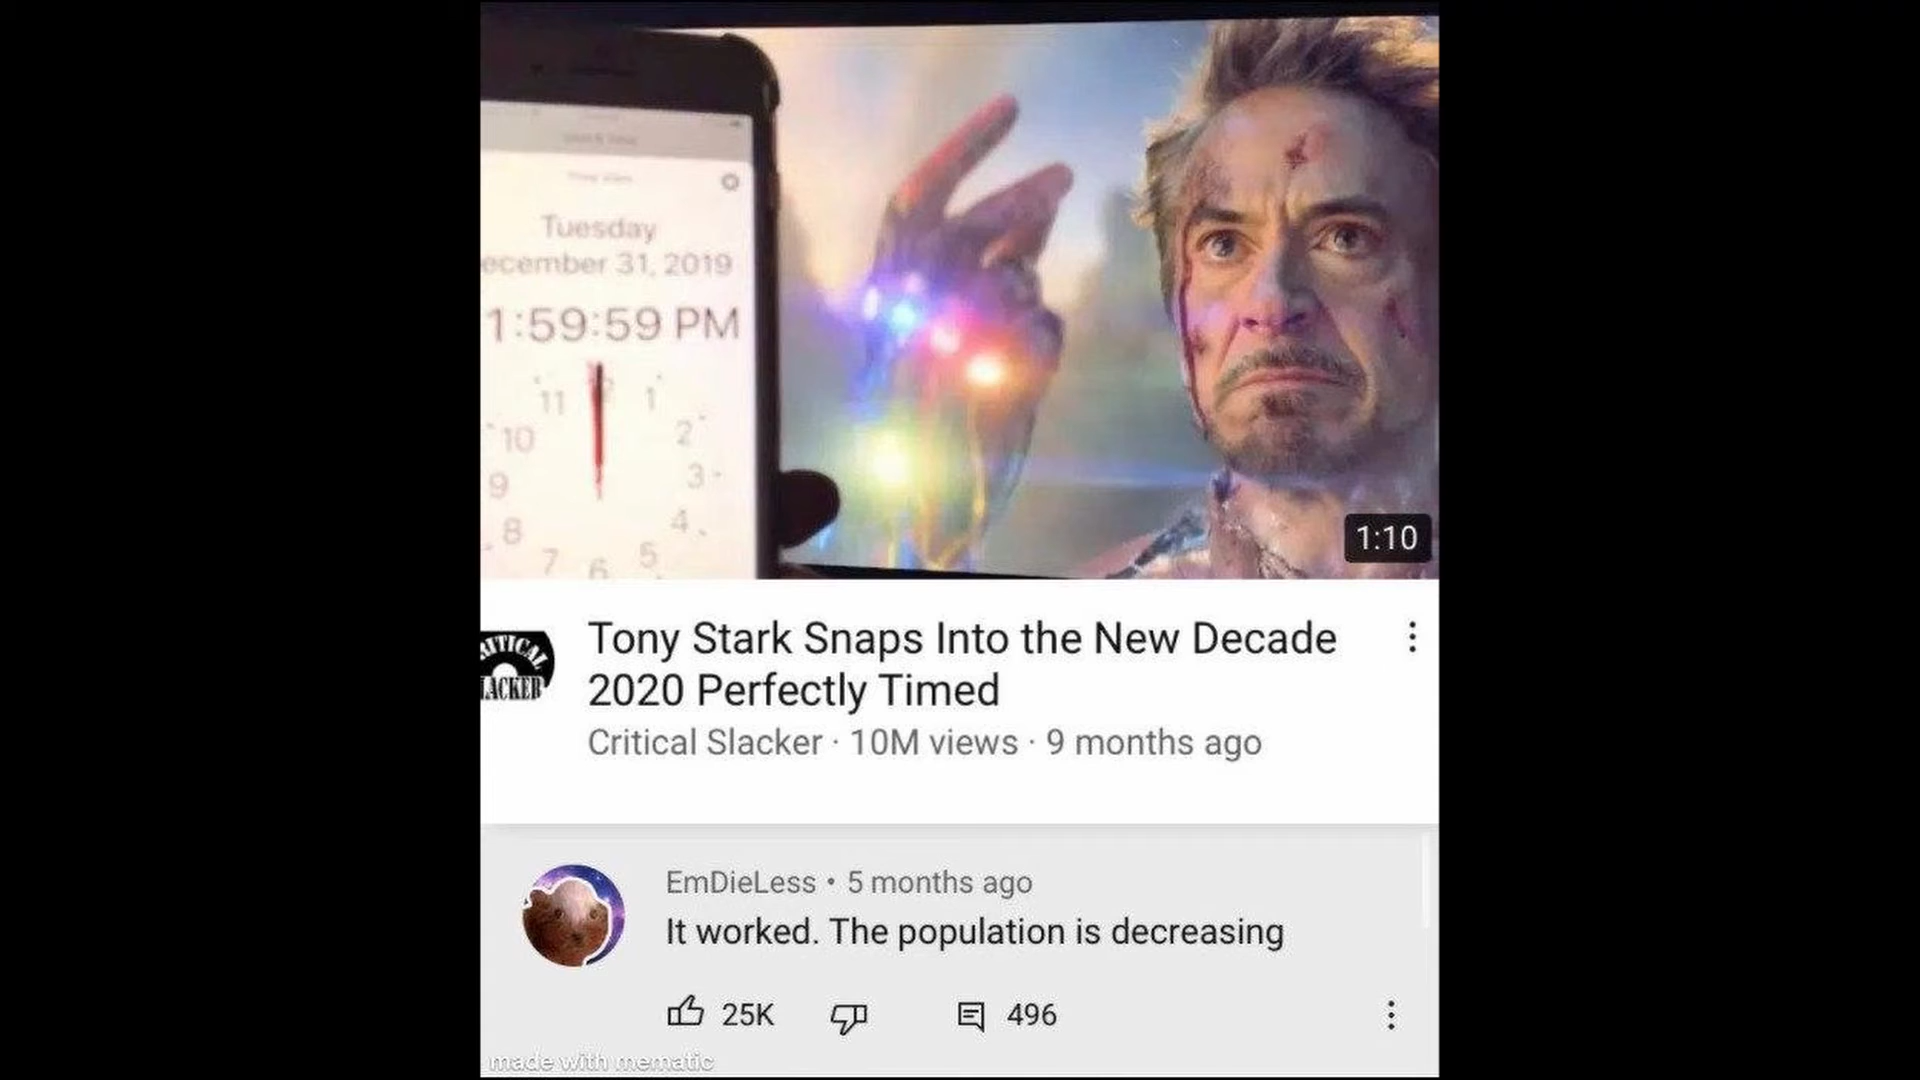 Tuesday
ecember 31, 2019
1:59:59 PM
11
1
10
2
9
3
8
4
7
6
5
1:10
RITICAL
LACKER
Tony Stark Snaps Into the New Decade
2020 Perfectly Timed
Critical Slacker · 10M views · 9 months ago
EmDieLess • 5 months ago
It worked. The population is decreasing
25K
496
made with mematic